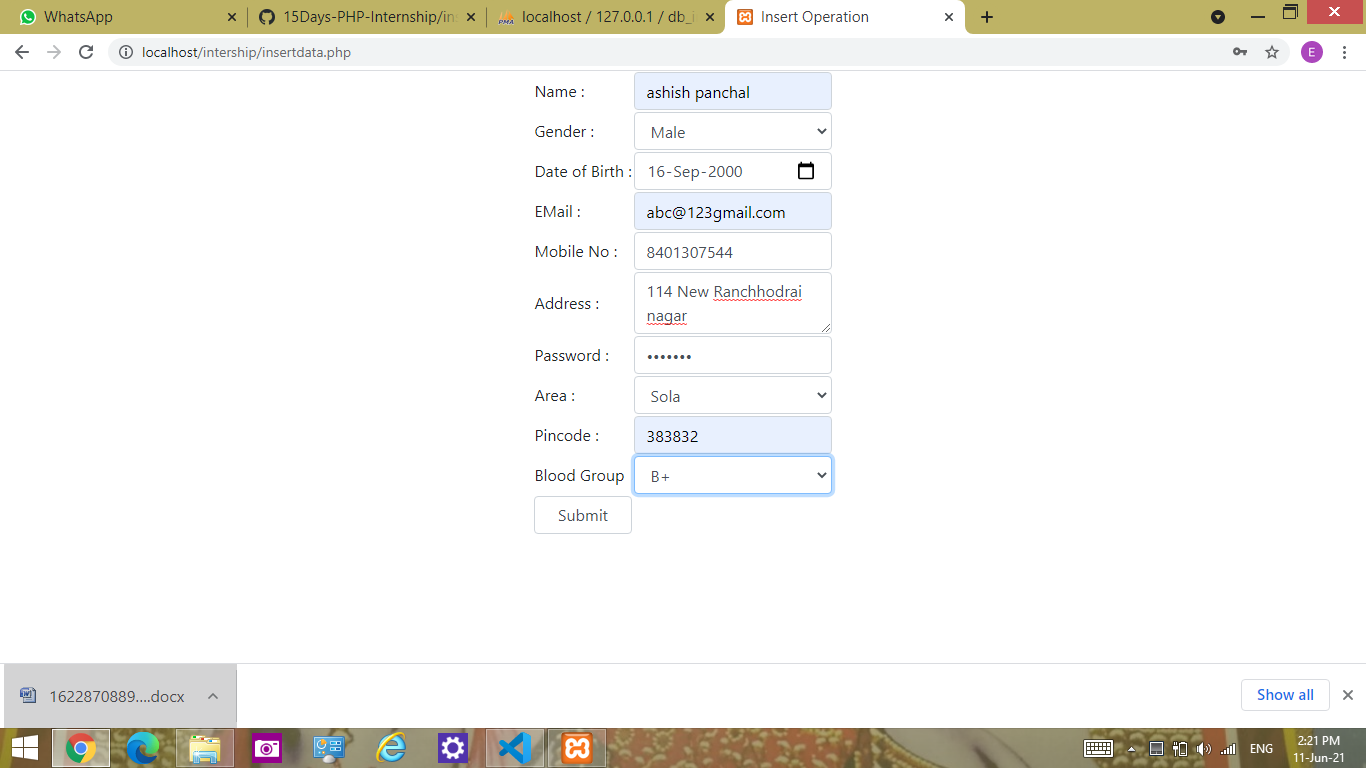 WhatsApp
15Days-PHP-Internship/in
PMA
localhost / 127.0.0.1 / db_i
Insert Operation
localhost/intership/insertdata.php
E
Name : ashish panchal
Gender : Male
Date of Birth : 16-Sep-2000
EMail : abc@123gmail.com
Mobile No : 8401307544
Address : 114 New Ranchhodrai
nagar
Password : •••••••
Area : Sola
Pincode : 383832
Blood Group B+
Submit
1622870889....docx
Show all
ENG
2:21 PM
11-Jun-21